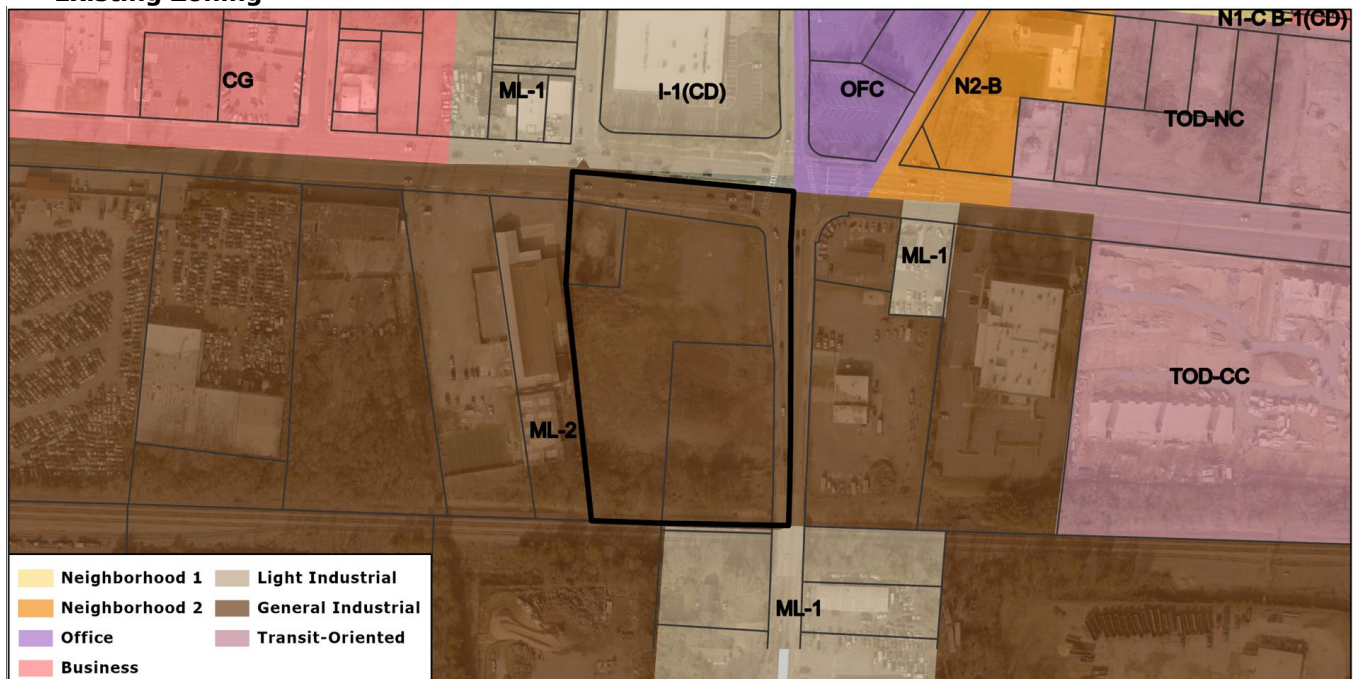 Existing Zoning
N1-C B-1(CD)
CG
ML-1
I-1(CD)
OFC
N2-B
TOD-NC
ML-1
TOD-CC
ML-2
ML-1
Neighborhood 1
Neighborhood 2
Office
Business
Light Industrial
General Industrial
Transit-Oriented